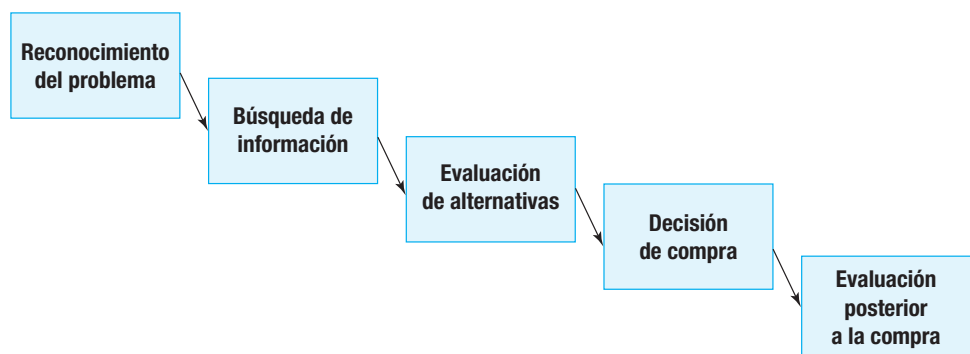 Reconocimiento
del problema
Búsqueda de
información
Evaluación
de alternativas
Decisión
de compra
Evaluación
posterior
a la compra